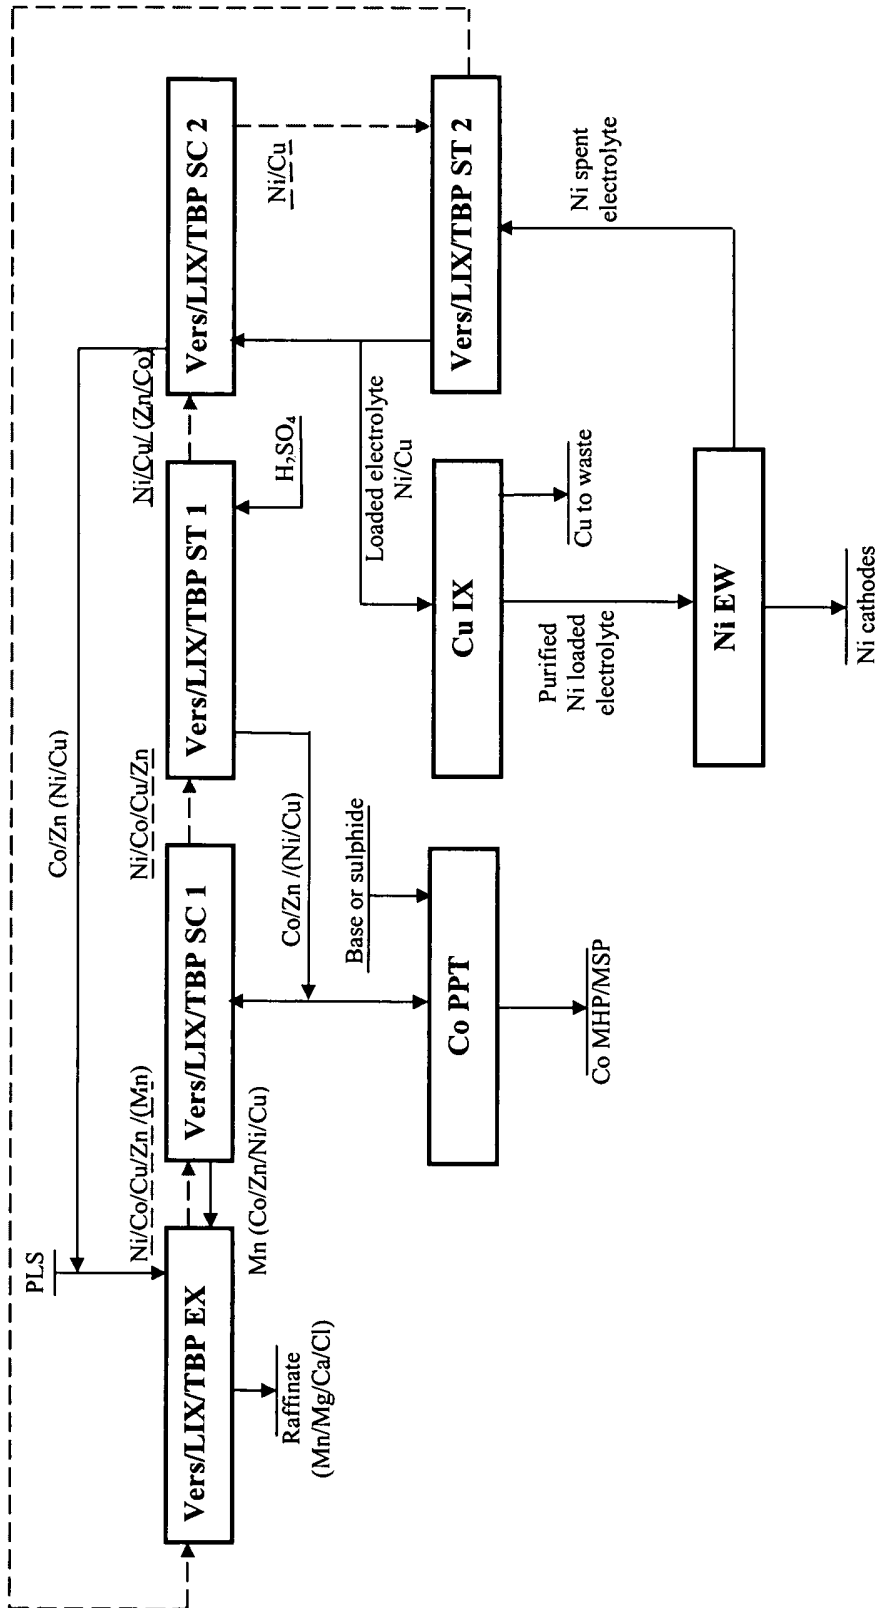 PLS
Co/Zn (Ni/Cu)
Ni/Co/Cu/Zn /(Mn)
Ni/Co/Cu/Zn
Ni/Cu/ (Zn/Co)
Vers/LIX/TBP EX
Vers/LIX/TBP SC 1
Vers/LIX/TBP ST 1
Vers/LIX/TBP SC 2
Raffinate
(Mn/Mg/Ca/Cl)
Mn (Co/Zn/Ni/Cu)
Co/Zn /(Ni/Cu)
H₂SO₄
Ni/Cu
Base or sulphide
Loaded electrolyte
Ni/Cu
Co PPT
Cu IX
Vers/LIX/TBP ST 2
Co MHP/MSP
Purified
Ni loaded
electrolyte
Cu to waste
Ni spent
electrolyte
Ni EW
Ni cathodes